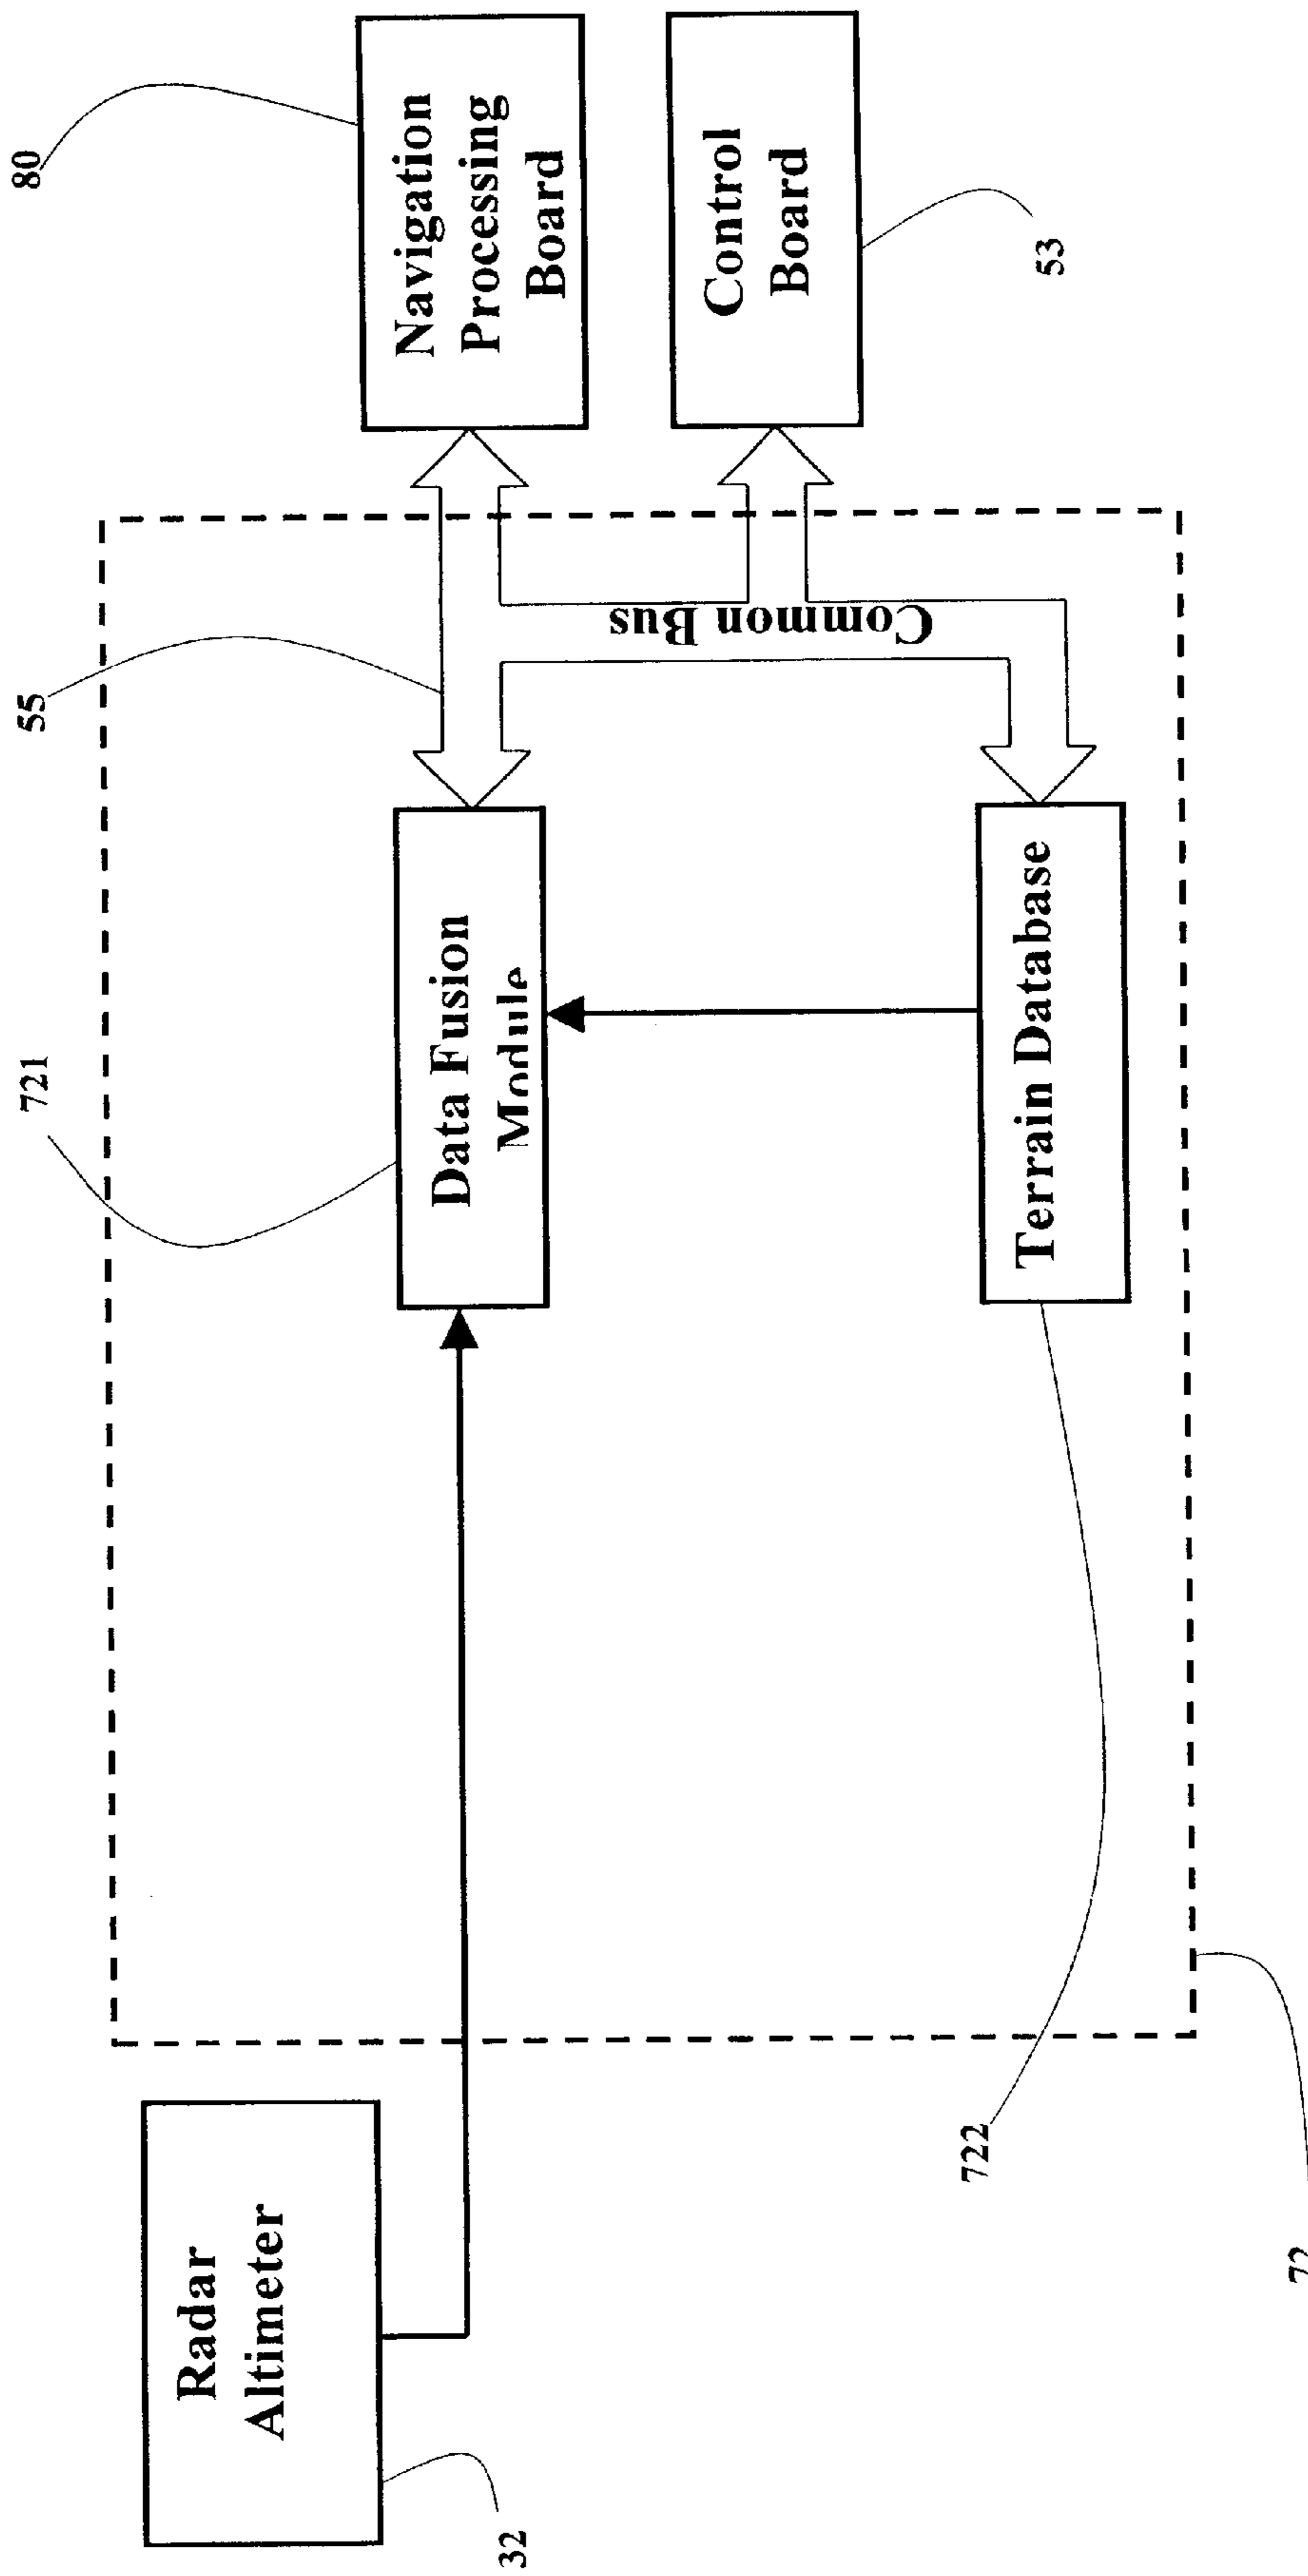 80
Navigation
Processing
Board
Control
Board
53
55
Common Bus
721
Data Fusion
Module
Terrain Database
722
Radar
Altimeter
32
72